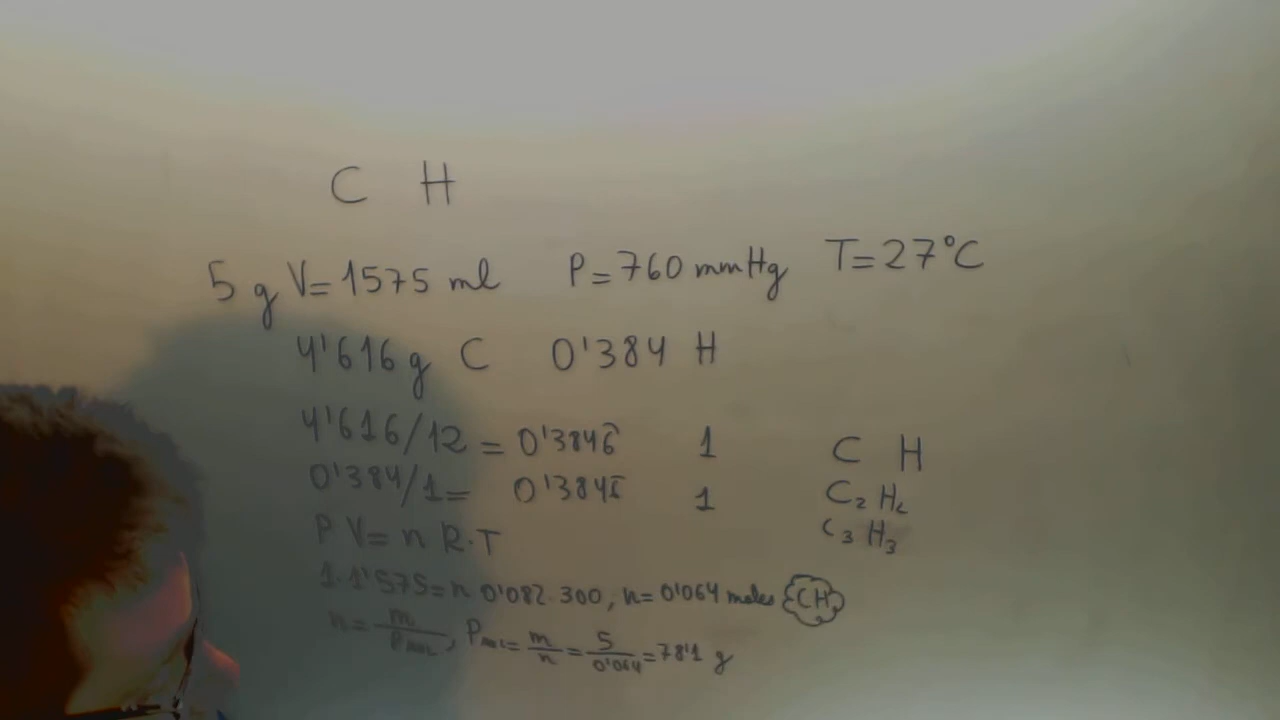 C H
5 g V= 1575 ml P= 760 mmHg T= 27°C
4'616 g C 0'384 H
4'616/12 = 0'3846 1 C H
0'384/1= 0'384 1 C₂ H₂
P V= n R·T C₃ H₃
1·1'575= n 0'082·300, n= 0'064 moles CH
n= m/Pmol, Pmol= m/n = 5/0'064 = 78'1 g